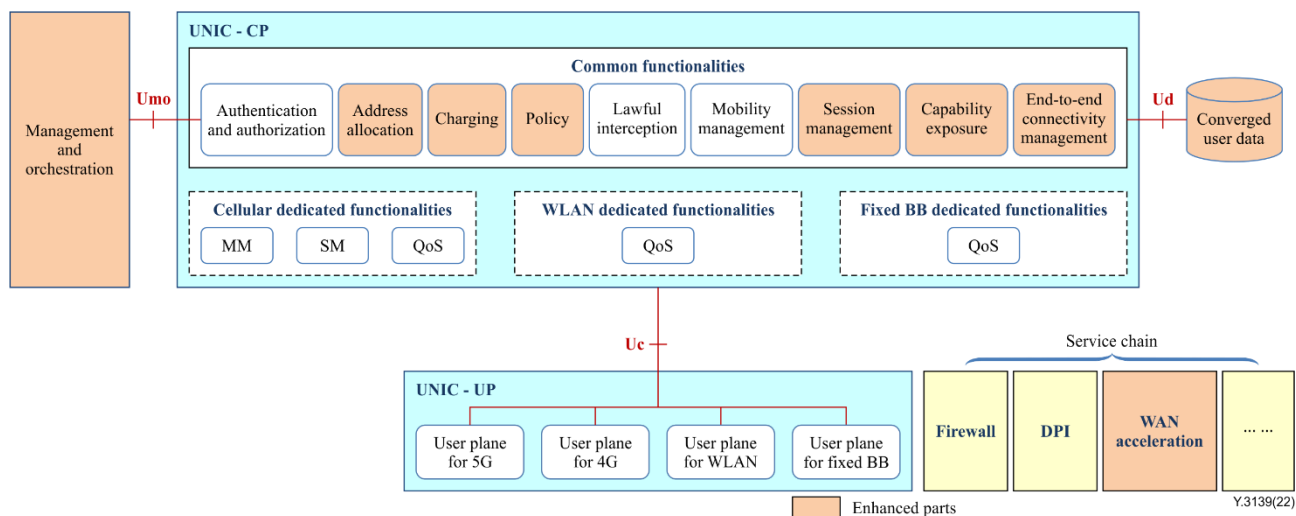 UNIC - CP
Common functionalities
Umo
Ud
Management
and
orchestration
Authentication
and authorization
Address
allocation
Charging
Policy
Lawful
interception
Mobility
management
Session
management
Capability
exposure
End-to-end
connectivity
management
Converged
user data
Cellular dedicated functionalities
MM
SM
QoS
WLAN dedicated functionalities
QoS
Fixed BB dedicated functionalities
QoS
Uc
Service chain
UNIC - UP
User plane
for 5G
User plane
for 4G
User plane
for WLAN
User plane
for fixed BB
Firewall
DPI
WAN
acceleration
... ...
Enhanced parts
Y.3139(22)